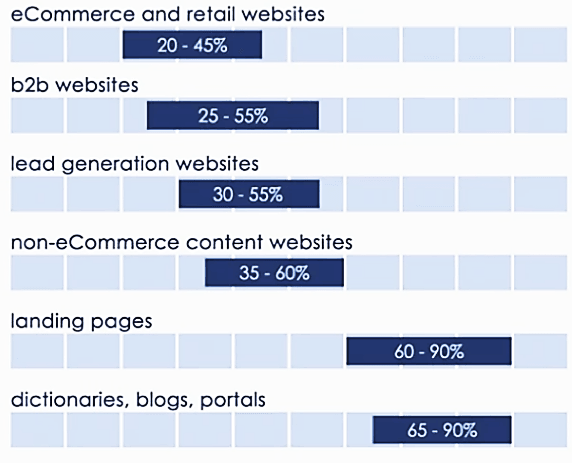 eCommerce and retail websites
20 - 45%
b2b websites
25 - 55%
lead generation websites
30 - 55%
non-eCommerce content websites
35 - 60%
landing pages
60 - 90%
dictionaries, blogs, portals
65 - 90%